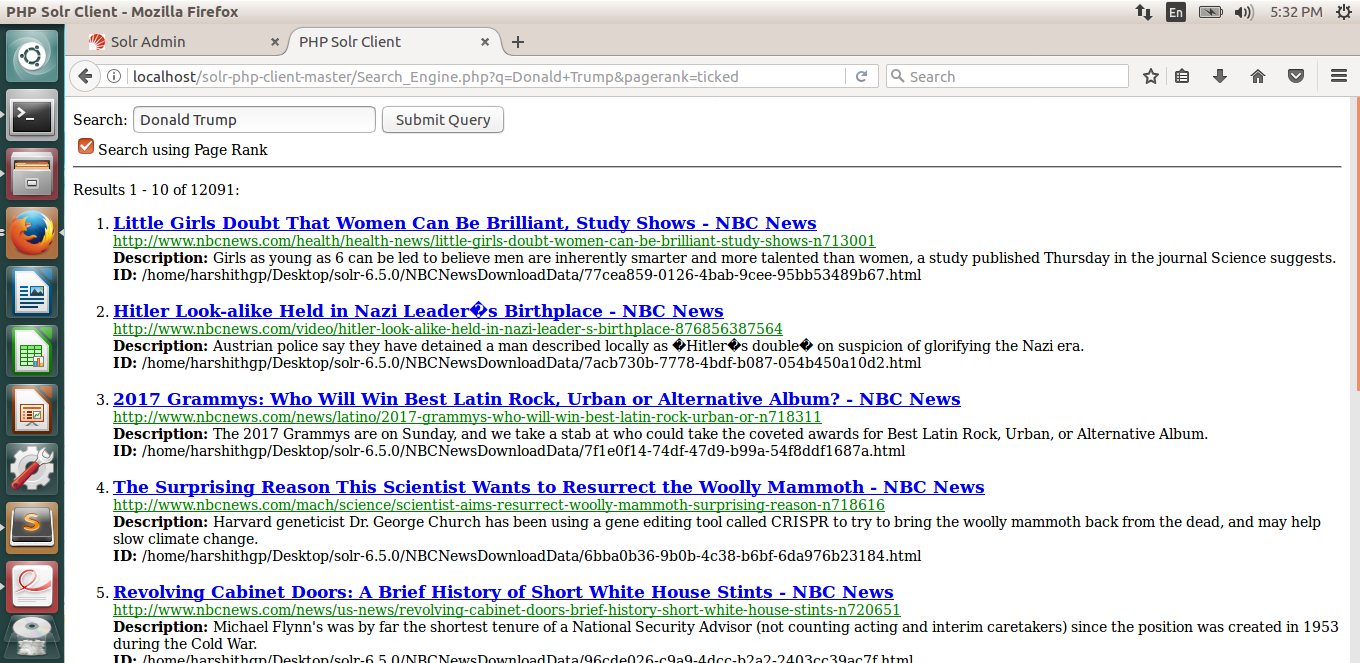 PHP Solr Client - Mozilla Firefox
En
5:32 PM
Solr Admin
PHP Solr Client
localhost/solr-php-client-master/Search_Engine.php?q=Donald+Trump&pagerank=ticked
Search
Search: Donald Trump Submit Query
Search using Page Rank
Results 1 - 10 of 12091:
1. Little Girls Doubt That Women Can Be Brilliant, Study Shows - NBC News
http://www.nbcnews.com/health/health-news/little-girls-doubt-women-can-be-brilliant-study-shows-n713001
Description: Girls as young as 6 can be led to believe men are inherently smarter and more talented than women, a study published Thursday in the journal Science suggests.
ID: /home/harshithgp/Desktop/solr-6.5.0/NBCNewsDownloadData/77cea859-0126-4bab-9cee-95bb53489b67.html
2. Hitler Look-alike Held in Nazi Leader�s Birthplace - NBC News
http://www.nbcnews.com/video/hitler-look-alike-held-in-nazi-leader-s-birthplace-876856387564
Description: Austrian police say they have detained a man described locally as �Hitler�s double� on suspicion of glorifying the Nazi era.
ID: /home/harshithgp/Desktop/solr-6.5.0/NBCNewsDownloadData/7acb730b-7778-4bdf-b087-054b450a10d2.html
3. 2017 Grammys: Who Will Win Best Latin Rock, Urban or Alternative Album? - NBC News
http://www.nbcnews.com/news/latino/2017-grammys-who-will-win-best-latin-rock-urban-or-n718311
Description: The 2017 Grammys are on Sunday, and we take a stab at who could take the coveted awards for Best Latin Rock, Urban, or Alternative Album.
ID: /home/harshithgp/Desktop/solr-6.5.0/NBCNewsDownloadData/7f1e0f14-74df-47d9-b99a-54f8ddf1687a.html
4. The Surprising Reason This Scientist Wants to Resurrect the Woolly Mammoth - NBC News
http://www.nbcnews.com/mach/science/scientist-aims-resurrect-woolly-mammoth-surprising-reason-n718616
Description: Harvard geneticist Dr. George Church has been using a gene editing tool called CRISPR to try to bring the woolly mammoth back from the dead, and may help
slow climate change.
ID: /home/harshithgp/Desktop/solr-6.5.0/NBCNewsDownloadData/6bba0b36-9b0b-4c38-b6bf-6da976b23184.html
5. Revolving Cabinet Doors: A Brief History of Short White House Stints - NBC News
http://www.nbcnews.com/news/us-news/revolving-cabinet-doors-brief-history-short-white-house-stints-n720651
Description: Michael Flynn's was by far the shortest tenure of a National Security Advisor (not counting acting and interim caretakers) since the position was created in 1953
during the Cold War.
ID: /home/harshithgp/Desktop/solr-6.5.0/NBCNewsDownloadData/96cde026-c9a9-4dcc-b2a2-2403cc39ac7f.html